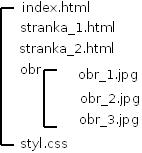 index.html
stranka_1.html
stranka_2.html
obr
obr_1.jpg
obr_2.jpg
obr_3.jpg
styl.css